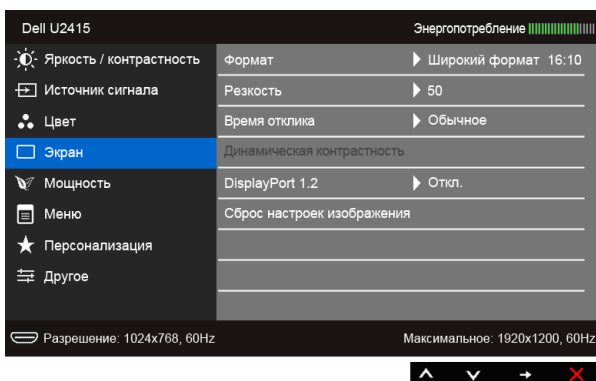 Dell U2415 Энергопотребление
Яркость / контрастность Формат Широкий формат 16:10
Источник сигнала Резкость 50
Цвет Время отклика Обычное
Экран Динамическая контрастность
Мощность DisplayPort 1.2 Откл.
Меню Сброс настроек изображения
Персонализация
Другое
Разрешение: 1024x768, 60Hz Максимальное: 1920x1200, 60Hz